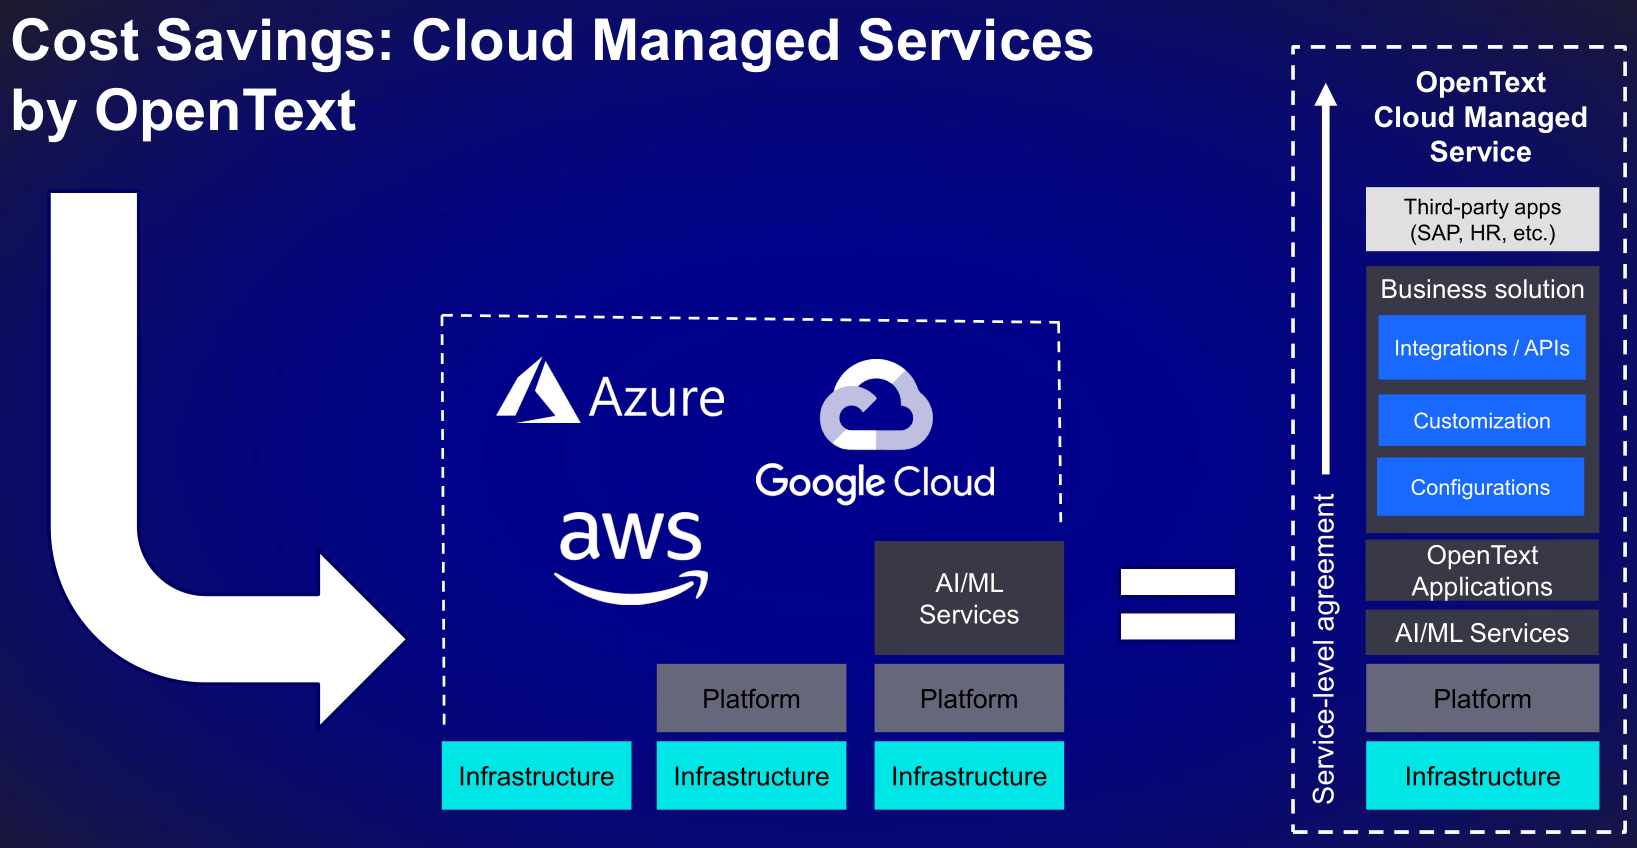 Cost Savings: Cloud Managed Services
by OpenText
Azure
Google Cloud
aws
AI/ML
Services
Platform
Platform
Infrastructure
Infrastructure
Infrastructure
Service-level agreement
OpenText
Cloud Managed
Service
Third-party apps
(SAP, HR, etc.)
Business solution
Integrations / APIs
Customization
Configurations
OpenText
Applications
AI/ML Services
Platform
Infrastructure